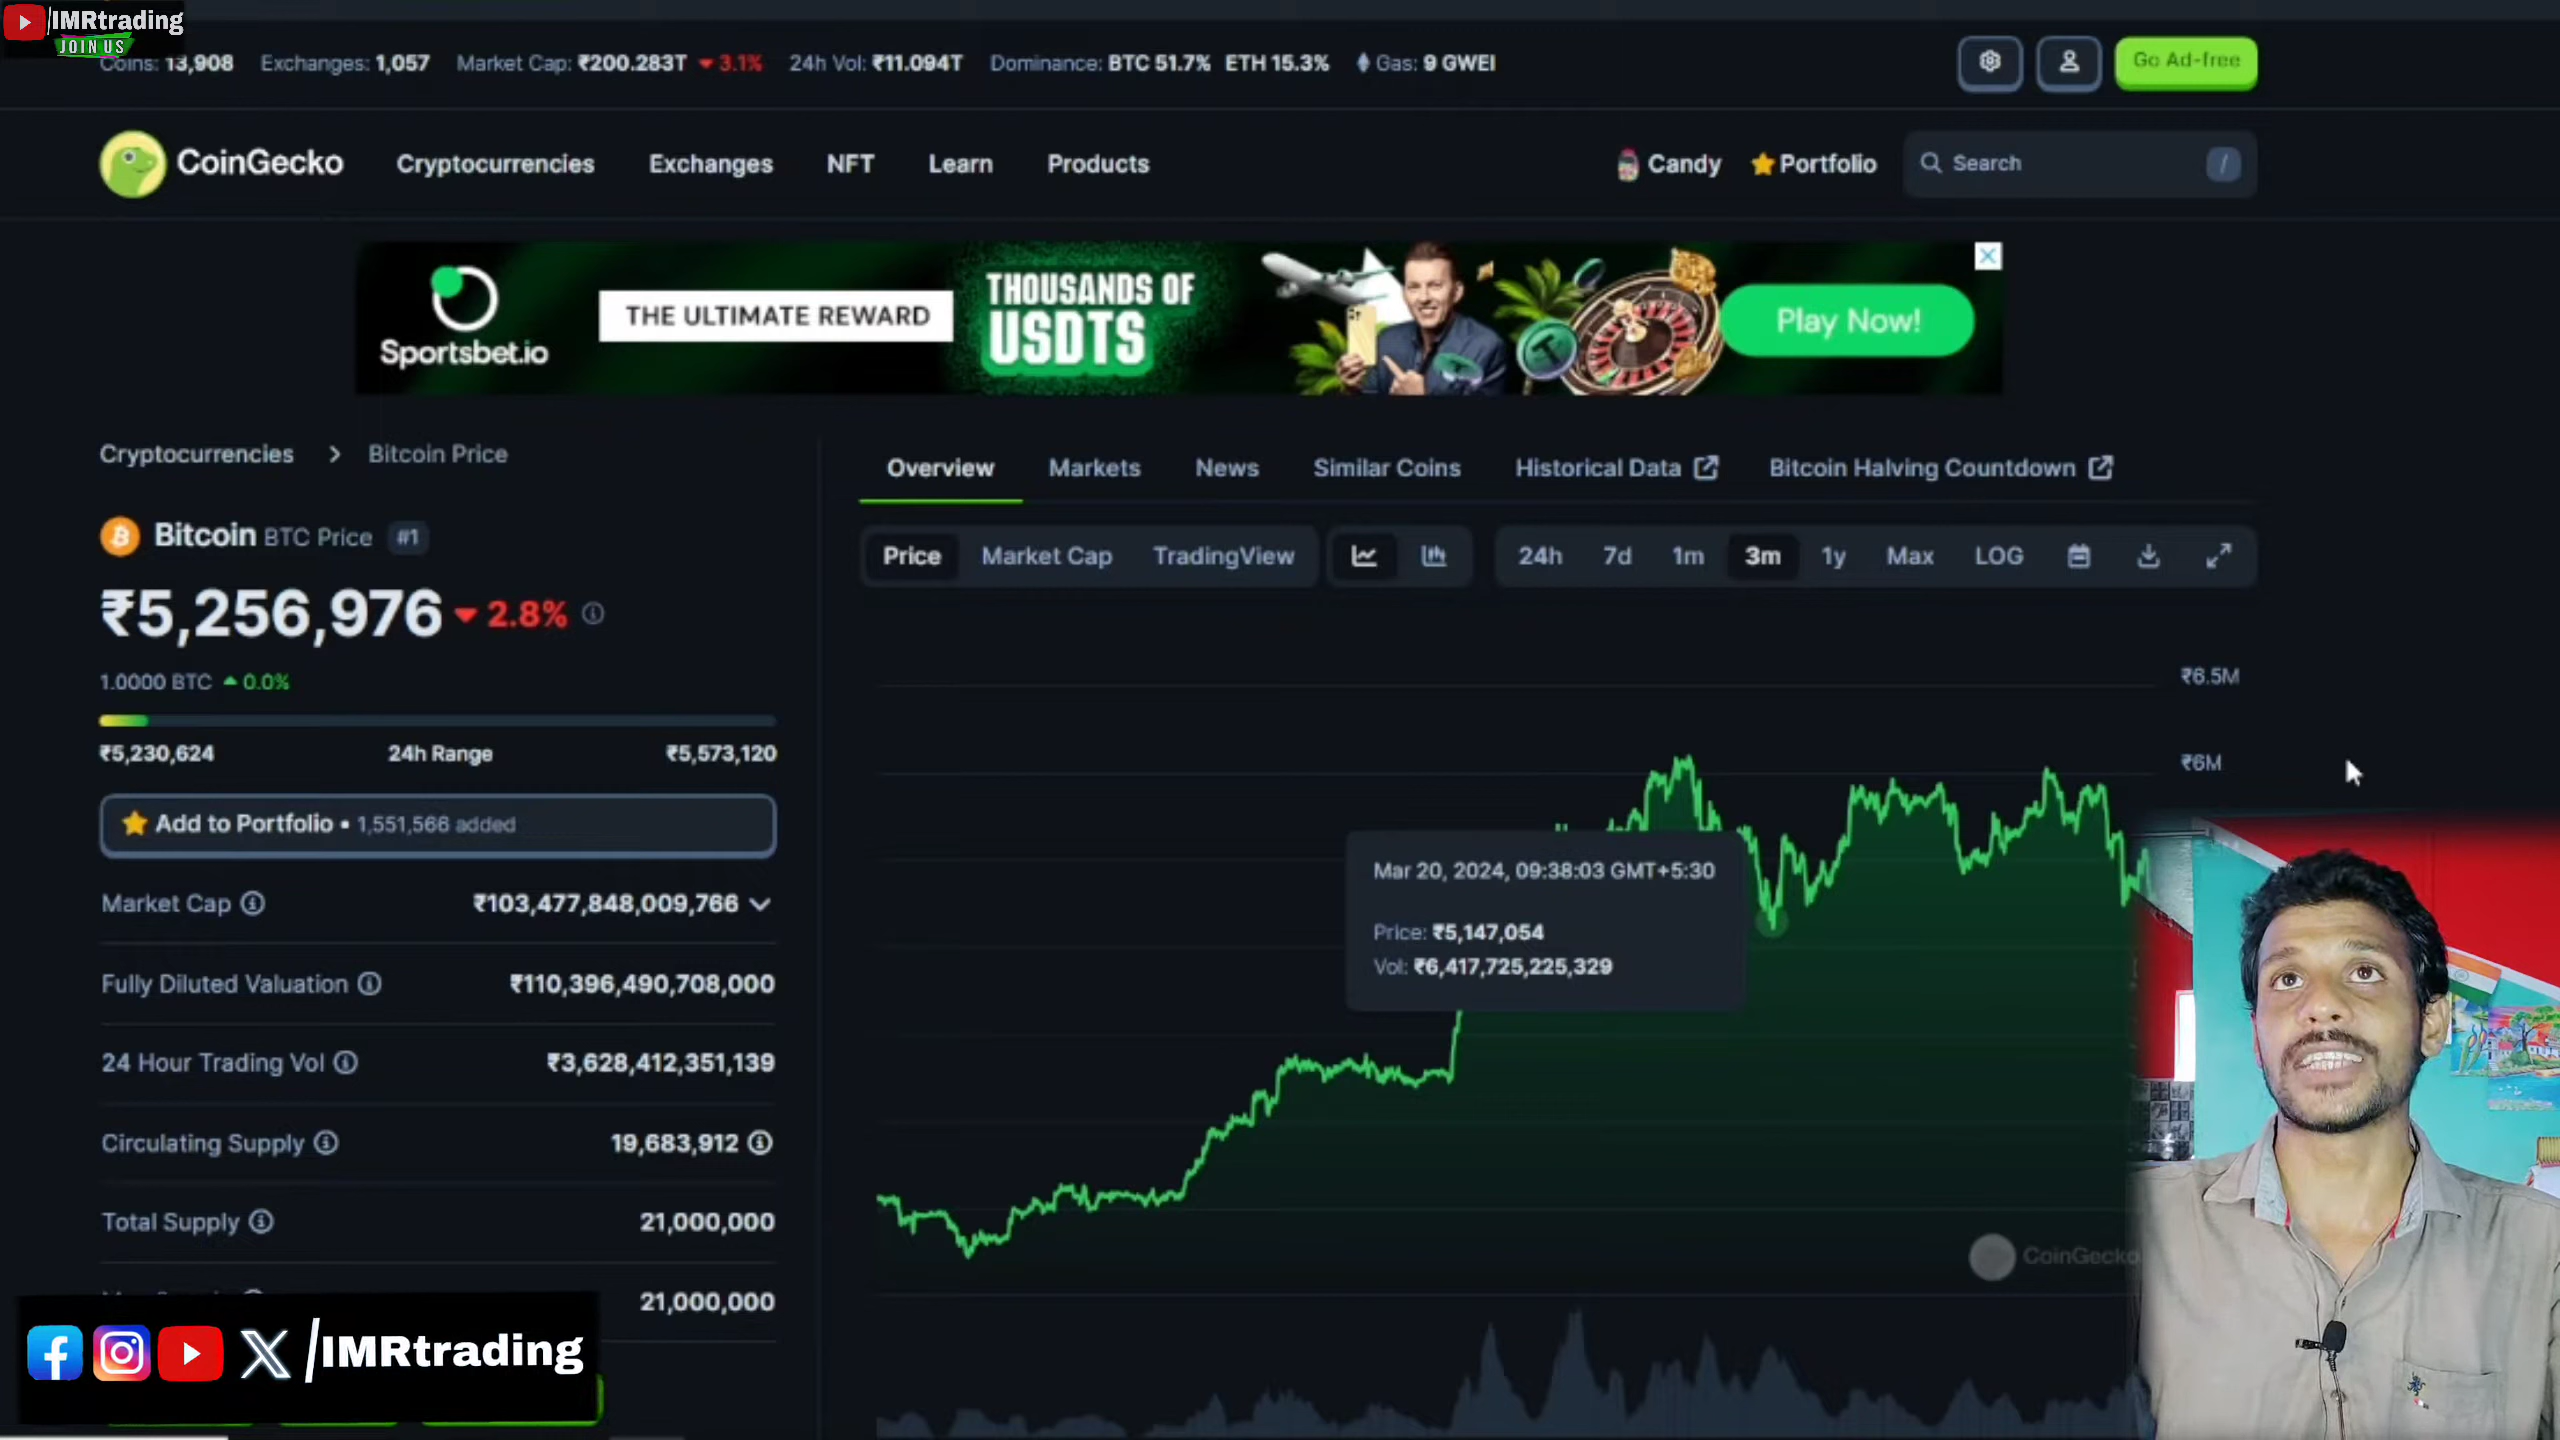 /IMRtrading
JOIN US
Coins: 13,908 Exchanges: 1,057 Market Cap: ₹200.283T 3.1% 24h Vol: ₹11.094T Dominance: BTC 51.7% ETH 15.3% Gas: 9 GWEI
Go Ad-free
CoinGecko Cryptocurrencies Exchanges NFT Learn Products Candy Portfolio Search /
Sportsbet.io
THE ULTIMATE REWARD
THOUSANDS OF
USDTS
Play Now!
Cryptocurrencies > Bitcoin Price
Overview Markets News Similar Coins Historical Data Bitcoin Halving Countdown
Bitcoin BTC Price #1
Price Market Cap TradingView 24h 7d 1m 3m 1y Max LOG
₹5,256,976 2.8%
1.0000 BTC 0.0%
₹5,230,624 24h Range ₹5,573,120
Add to Portfolio • 1,551,566 added
Market Cap ₹103,477,848,009,766
Fully Diluted Valuation ₹110,396,490,708,000
24 Hour Trading Vol ₹3,628,412,351,139
Circulating Supply 19,683,912
Total Supply 21,000,000
21,000,000
₹6.5M
₹6M
Mar 20, 2024, 09:38:03 GMT+5:30
Price: ₹5,147,054
Vol: ₹6,417,725,225,329
CoinGecko
/IMRtrading